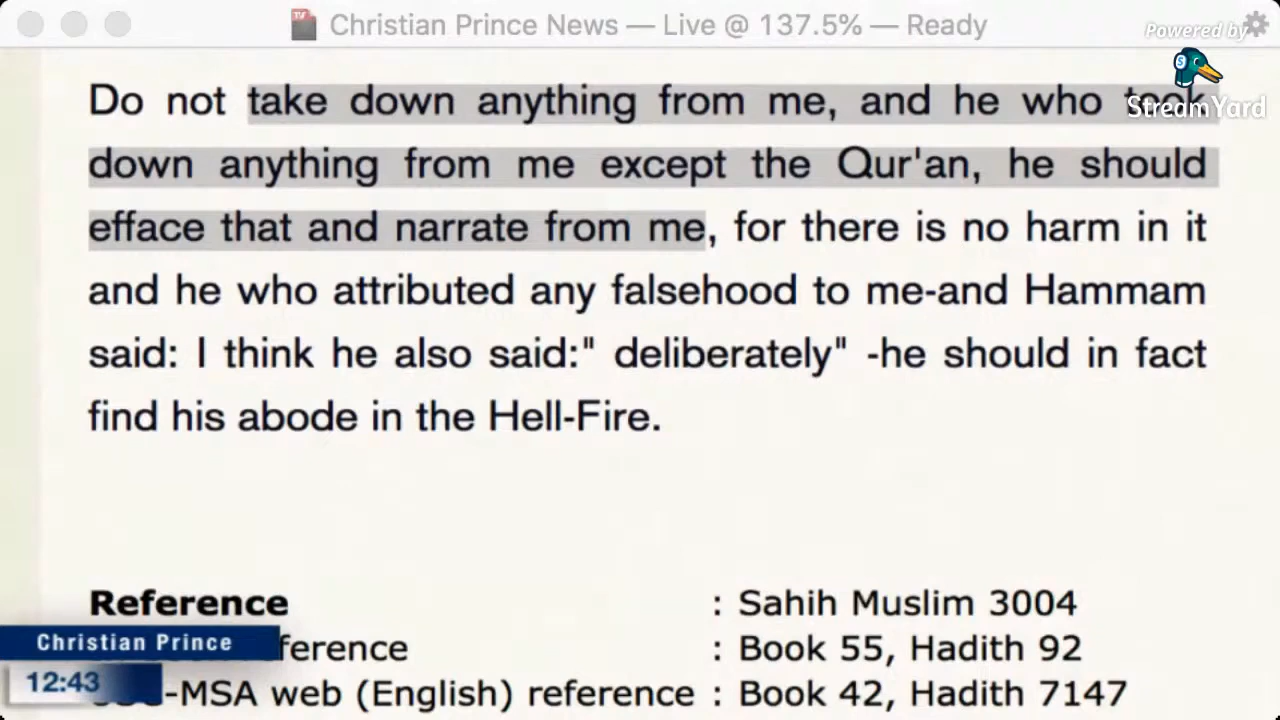 Christian Prince News — Live @ 137.5% — Ready
Powered by
StreamYard
Do not take down anything from me, and he who took
down anything from me except the Qur'an, he should
efface that and narrate from me, for there is no harm in it
and he who attributed any falsehood to me-and Hammam
said: I think he also said:" deliberately" -he should in fact
find his abode in the Hell-Fire.
Reference : Sahih Muslim 3004
ference : Book 55, Hadith 92
-MSA web (English) reference : Book 42, Hadith 7147
Christian Prince
12:43